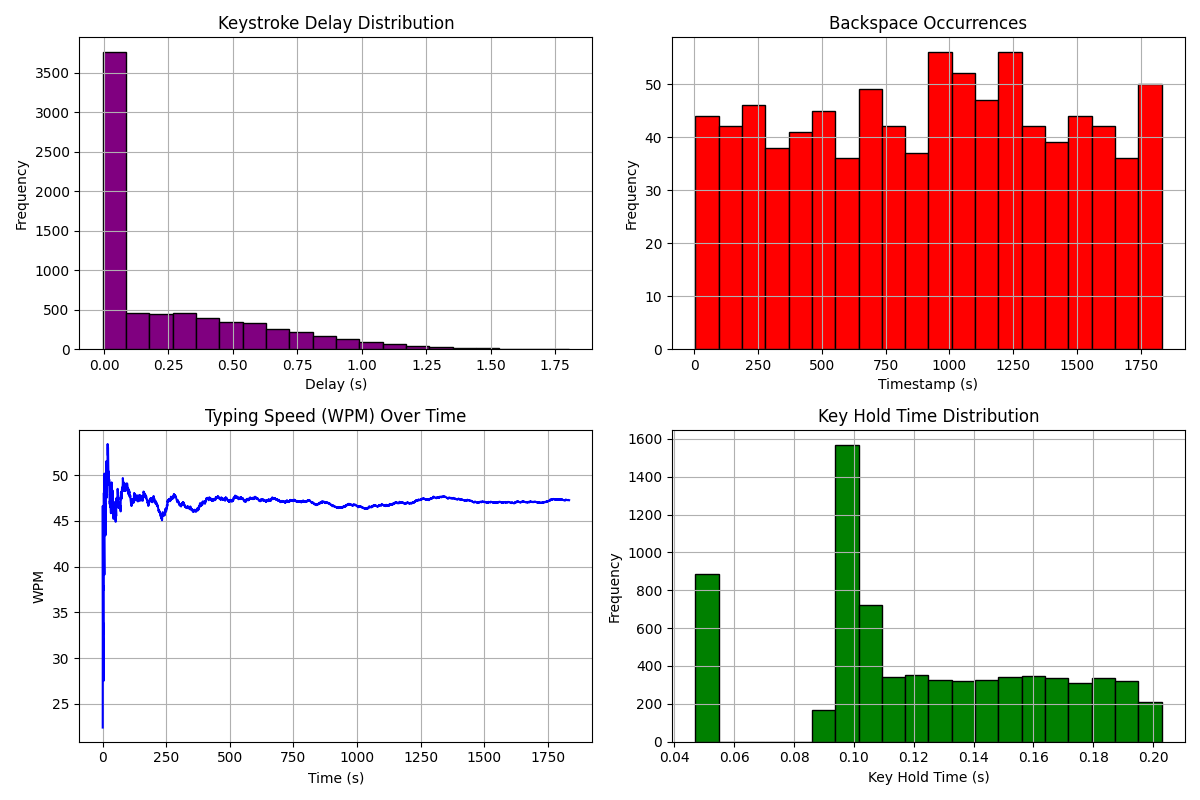 Keystroke Delay Distribution
3500
3000
2500
2000
1500
1000
500
0
Frequency
0.00 0.25 0.50 0.75 1.00 1.25 1.50 1.75
Delay (s)
Backspace Occurrences
50
40
30
20
10
0
Frequency
0 250 500 750 1000 1250 1500 1750
Timestamp (s)
Typing Speed (WPM) Over Time
50
45
40
35
30
25
WPM
0 250 500 750 1000 1250 1500 1750
Time (s)
Key Hold Time Distribution
1600
1400
1200
1000
800
600
400
200
0
Frequency
0.04 0.06 0.08 0.10 0.12 0.14 0.16 0.18 0.20
Key Hold Time (s)